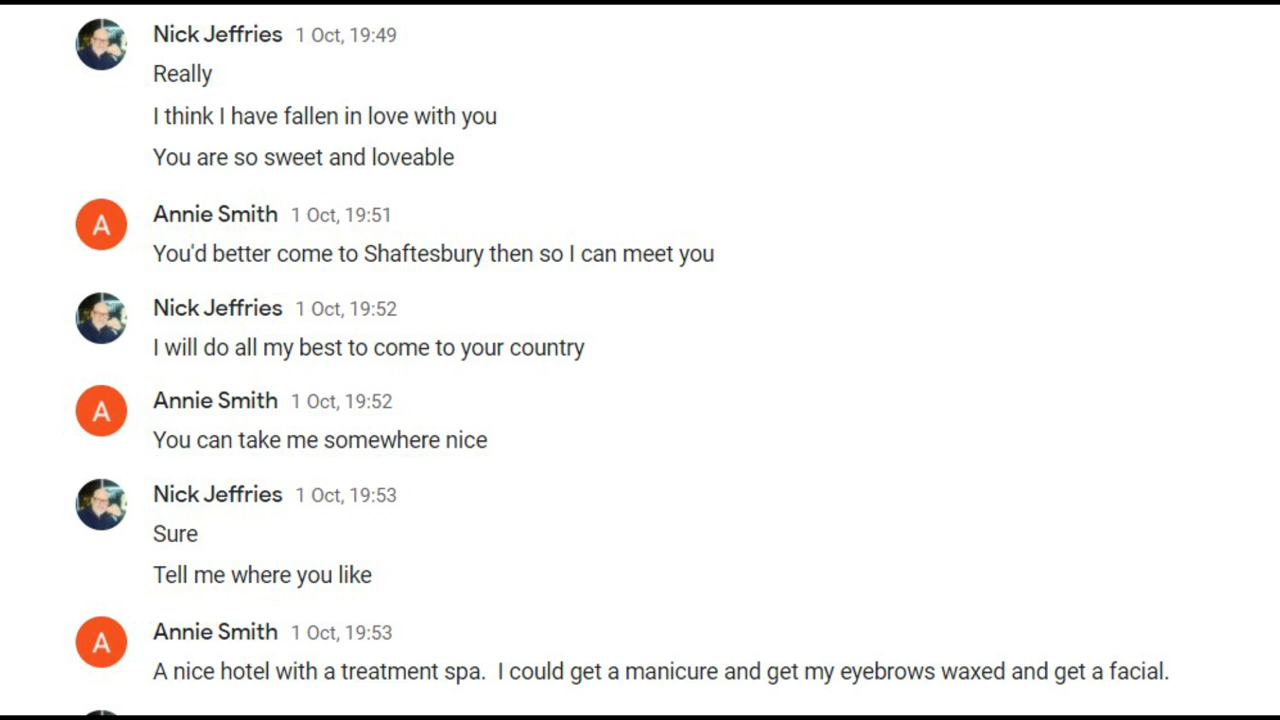 Nick Jeffries 1 Oct, 19:49
Really
I think I have fallen in love with you
You are so sweet and loveable
A
Annie Smith 1 Oct, 19:51
You'd better come to Shaftesbury then so I can meet you
Nick Jeffries 1 Oct, 19:52
I will do all my best to come to your country
A
Annie Smith 1 Oct, 19:52
You can take me somewhere nice
Nick Jeffries 1 Oct, 19:53
Sure
Tell me where you like
A
Annie Smith 1 Oct, 19:53
A nice hotel with a treatment spa. I could get a manicure and get my eyebrows waxed and get a facial.